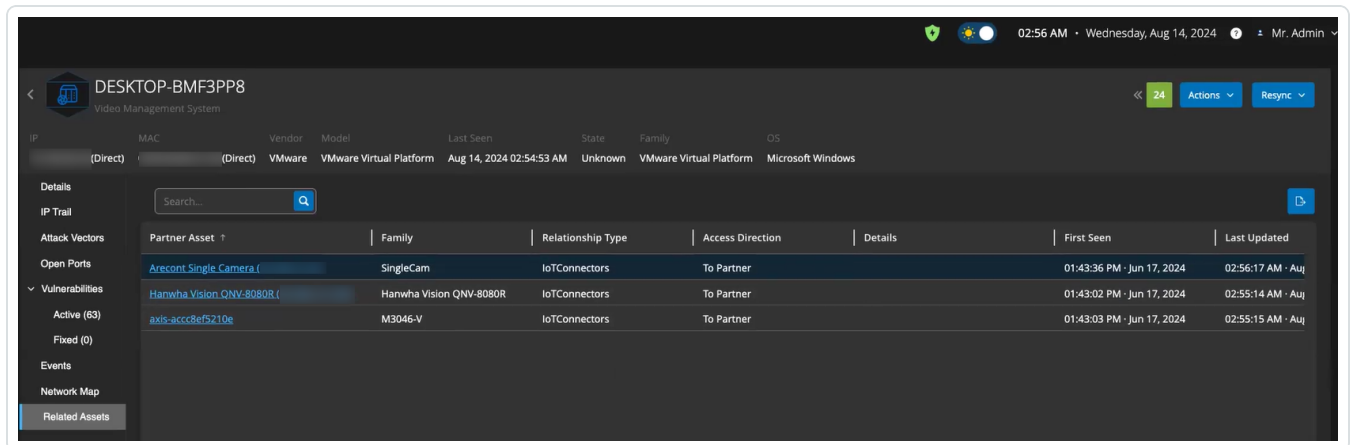 02:56 AM · Wednesday, Aug 14, 2024 ? Mr. Admin
DESKTOP-BMF3PP8
Video Management System
24 Actions Resync
IP MAC Vendor Model Last Seen State Family OS
(Direct) (Direct) VMware VMware Virtual Platform Aug 14, 2024 02:54:53 AM Unknown VMware Virtual Platform Microsoft Windows
Details
Search...
IP Trail
Attack Vectors
Partner Asset ↑ Family Relationship Type Access Direction Details First Seen Last Updated
Open Ports
Arecont Single Camera ( SingleCam IoTConnectors To Partner 01:43:36 PM · Jun 17, 2024 02:56:17 AM · Aug
Vulnerabilities
Hanwha Vision QNV-8080R ( Hanwha Vision QNV-8080R IoTConnectors To Partner 01:43:02 PM · Jun 17, 2024 02:55:14 AM · Aug
Active (63)
axis-accc8ef5210e M3046-V IoTConnectors To Partner 01:43:03 PM · Jun 17, 2024 02:55:15 AM · Aug
Fixed (0)
Events
Network Map
Related Assets